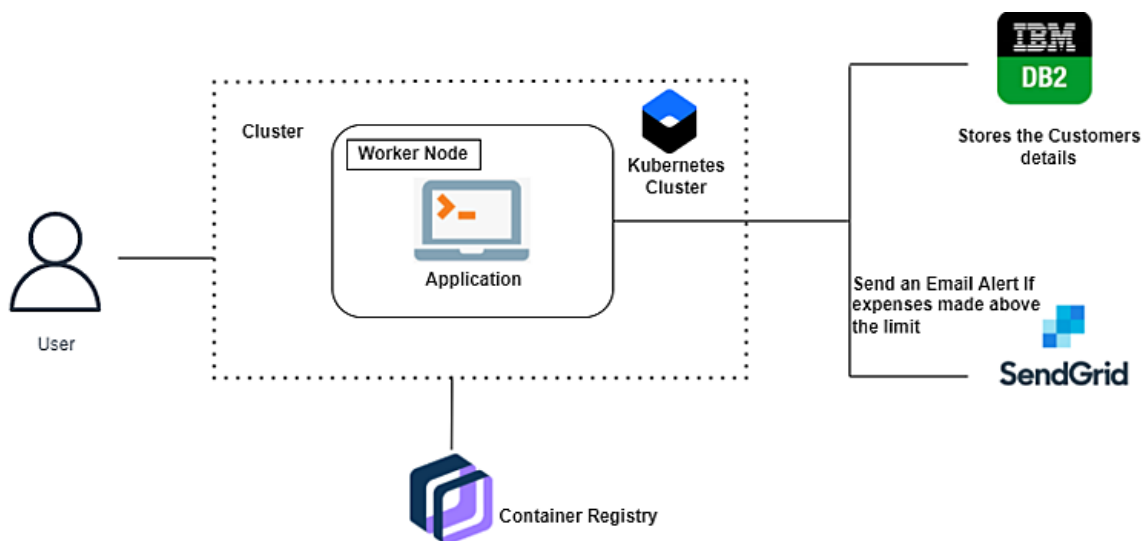 IBM
DB2
Stores the Customers
details
Cluster
Worker Node
Kubernetes
Cluster
Application
User
Send an Email Alert If
expenses made above
the limit
SendGrid
Container Registry